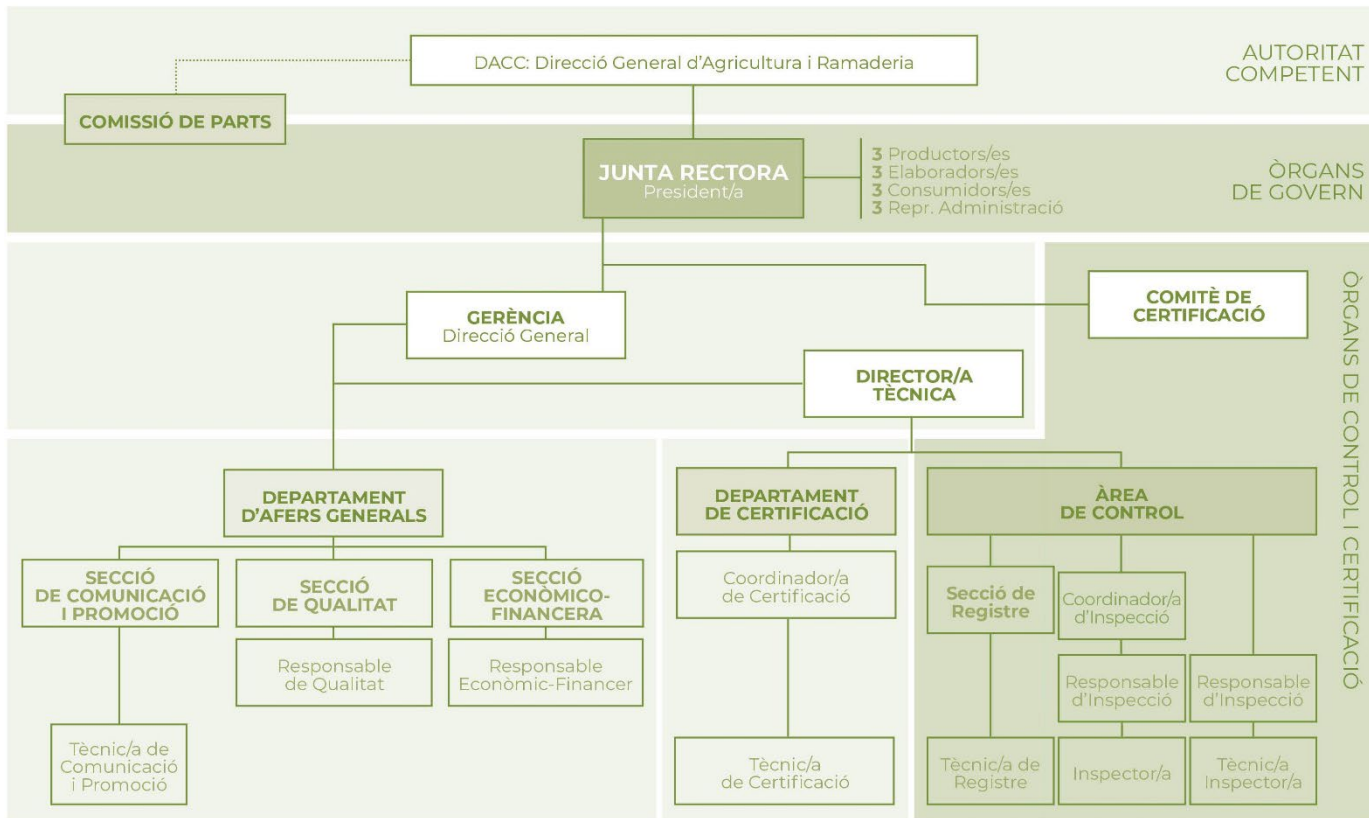 DACC: Direcció General d'Agricultura i Ramaderia
AUTORITAT
COMPETENT
COMISSIÓ DE PARTS
JUNTA RECTORA
President/a
3 Productors/es
3 Elaboradors/es
3 Consumidors/es
3 Repr. Administració
ÒRGANS
DE GOVERN
GERÈNCIA
Direcció General
COMITÈ DE
CERTIFICACIÓ
DIRECTOR/A
TÈCNICA
ÒRGANS DE CONTROL I CERTIFICACIÓ
DEPARTAMENT
D'AFERS GENERALS
DEPARTAMENT
DE CERTIFICACIÓ
ÀREA
DE CONTROL
SECCIÓ
DE COMUNICACIÓ
I PROMOCIÓ
SECCIÓ
DE QUALITAT
SECCIÓ
ECONÒMICO-
FINANCERA
Coordinador/a
de Certificació
Secció de
Registre
Coordinador/a
d'Inspecció
Responsable
de Qualitat
Responsable
Econòmic-Financer
Responsable
d'Inspecció
Responsable
d'Inspecció
Tècnic/a de
Comunicació
i Promoció
Tècnic/a
de Certificació
Tècnic/a de
Registre
Inspector/a
Tècnic/a
Inspector/a